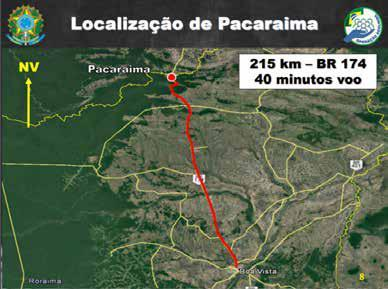 Localização de Pacaraima
NV
Pacaraima
215 km – BR 174
40 minutos voo
Boa Vista
Roraima
8